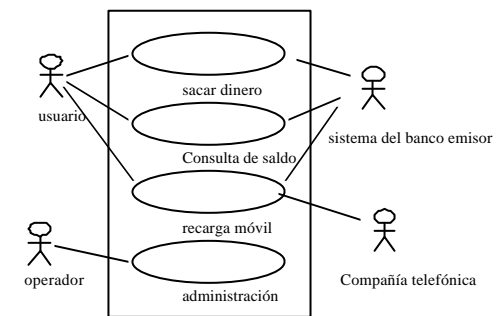 sacar dinero
usuario
sistema del banco emisor
Consulta de saldo
recarga móvil
operador
Compañía telefónica
administración